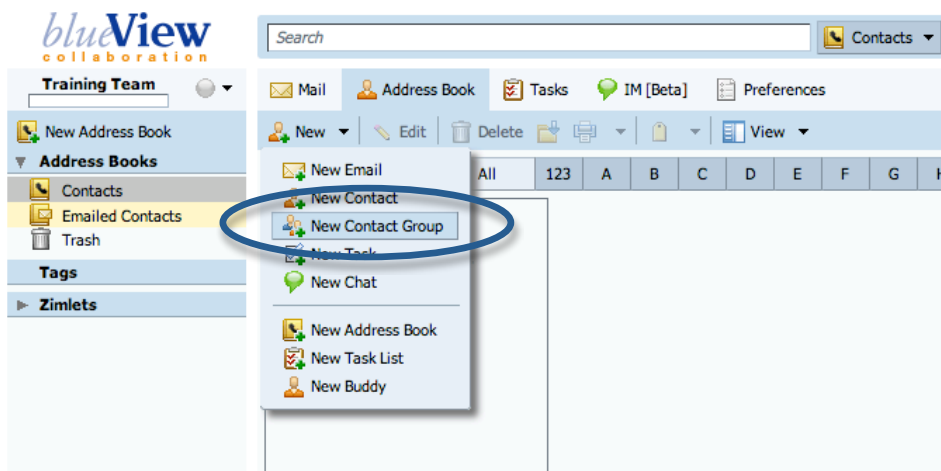 blueView
collaboration
Search
Contacts
Training Team
Mail Address Book Tasks IM [Beta] Preferences
New Address Book
New Edit Delete View
Address Books
Contacts
Emailed Contacts
Trash
Tags
Zimlets
All 123 A B C D E F G
New Email
New Contact
New Contact Group
New Task
New Chat
New Address Book
New Task List
New Buddy